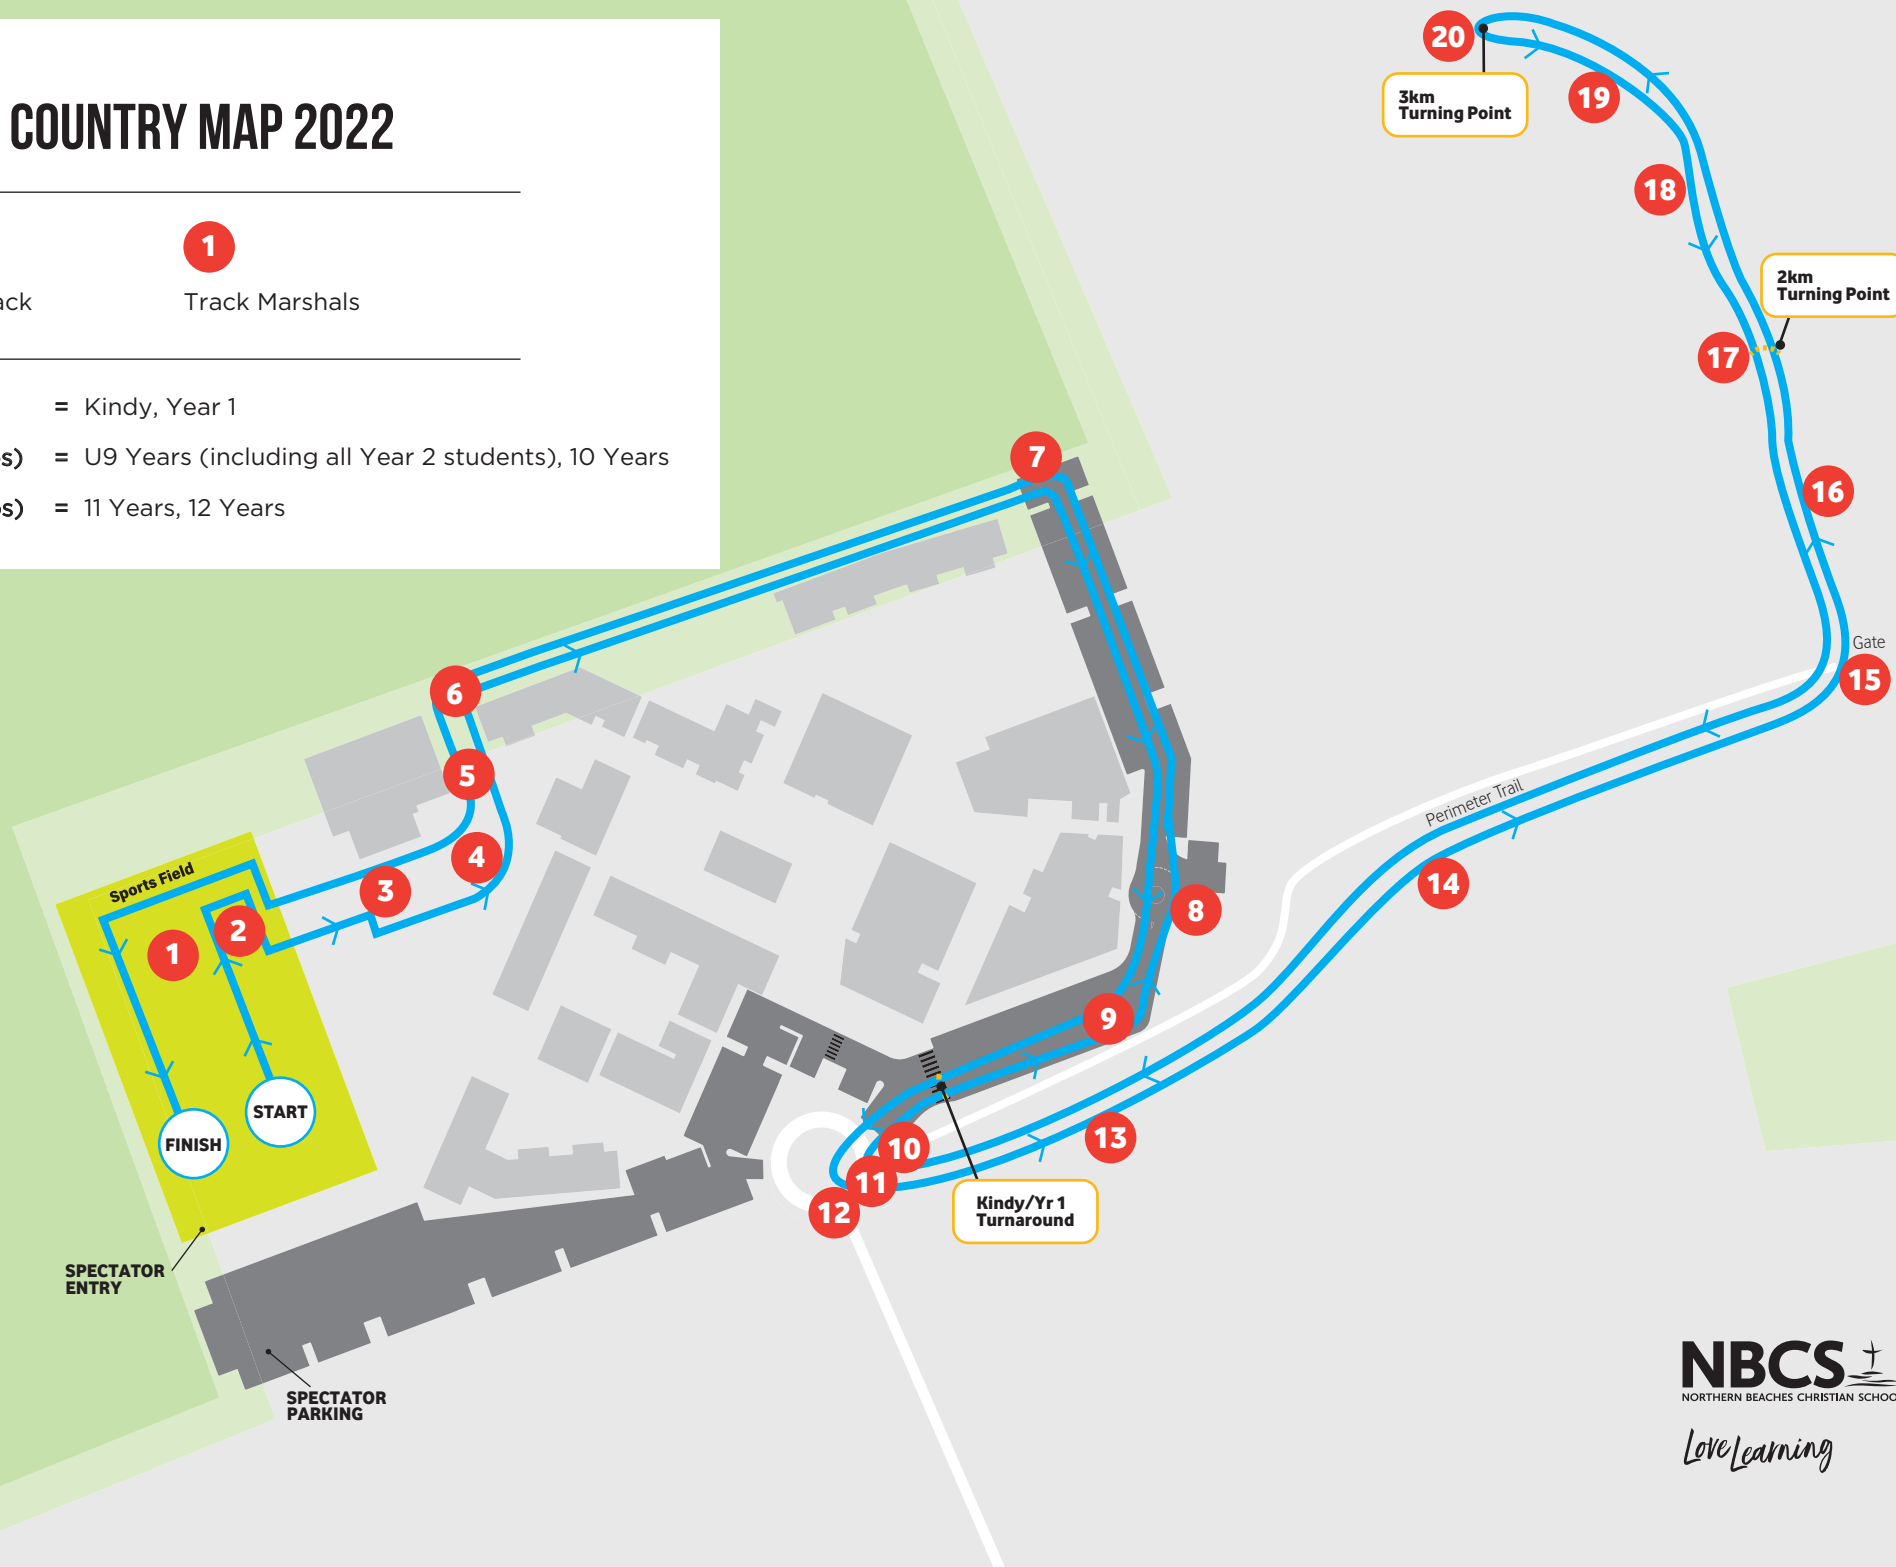 COUNTRY MAP 2022
1
Track Marshals
= Kindy, Year 1
= U9 Years (including all Year 2 students), 10 Years
= 11 Years, 12 Years
20
3km
Turning Point
19
18
2km
Turning Point
17
16
Gate
15
7
6
5
4
3
Sports Field
2
1
START
FINISH
8
9
Perimeter Trail
14
13
10
11
12
Kindy/Yr 1
Turnaround
SPECTATOR
ENTRY
SPECTATOR
PARKING
NBCS
NORTHERN BEACHES CHRISTIAN
Love Learning